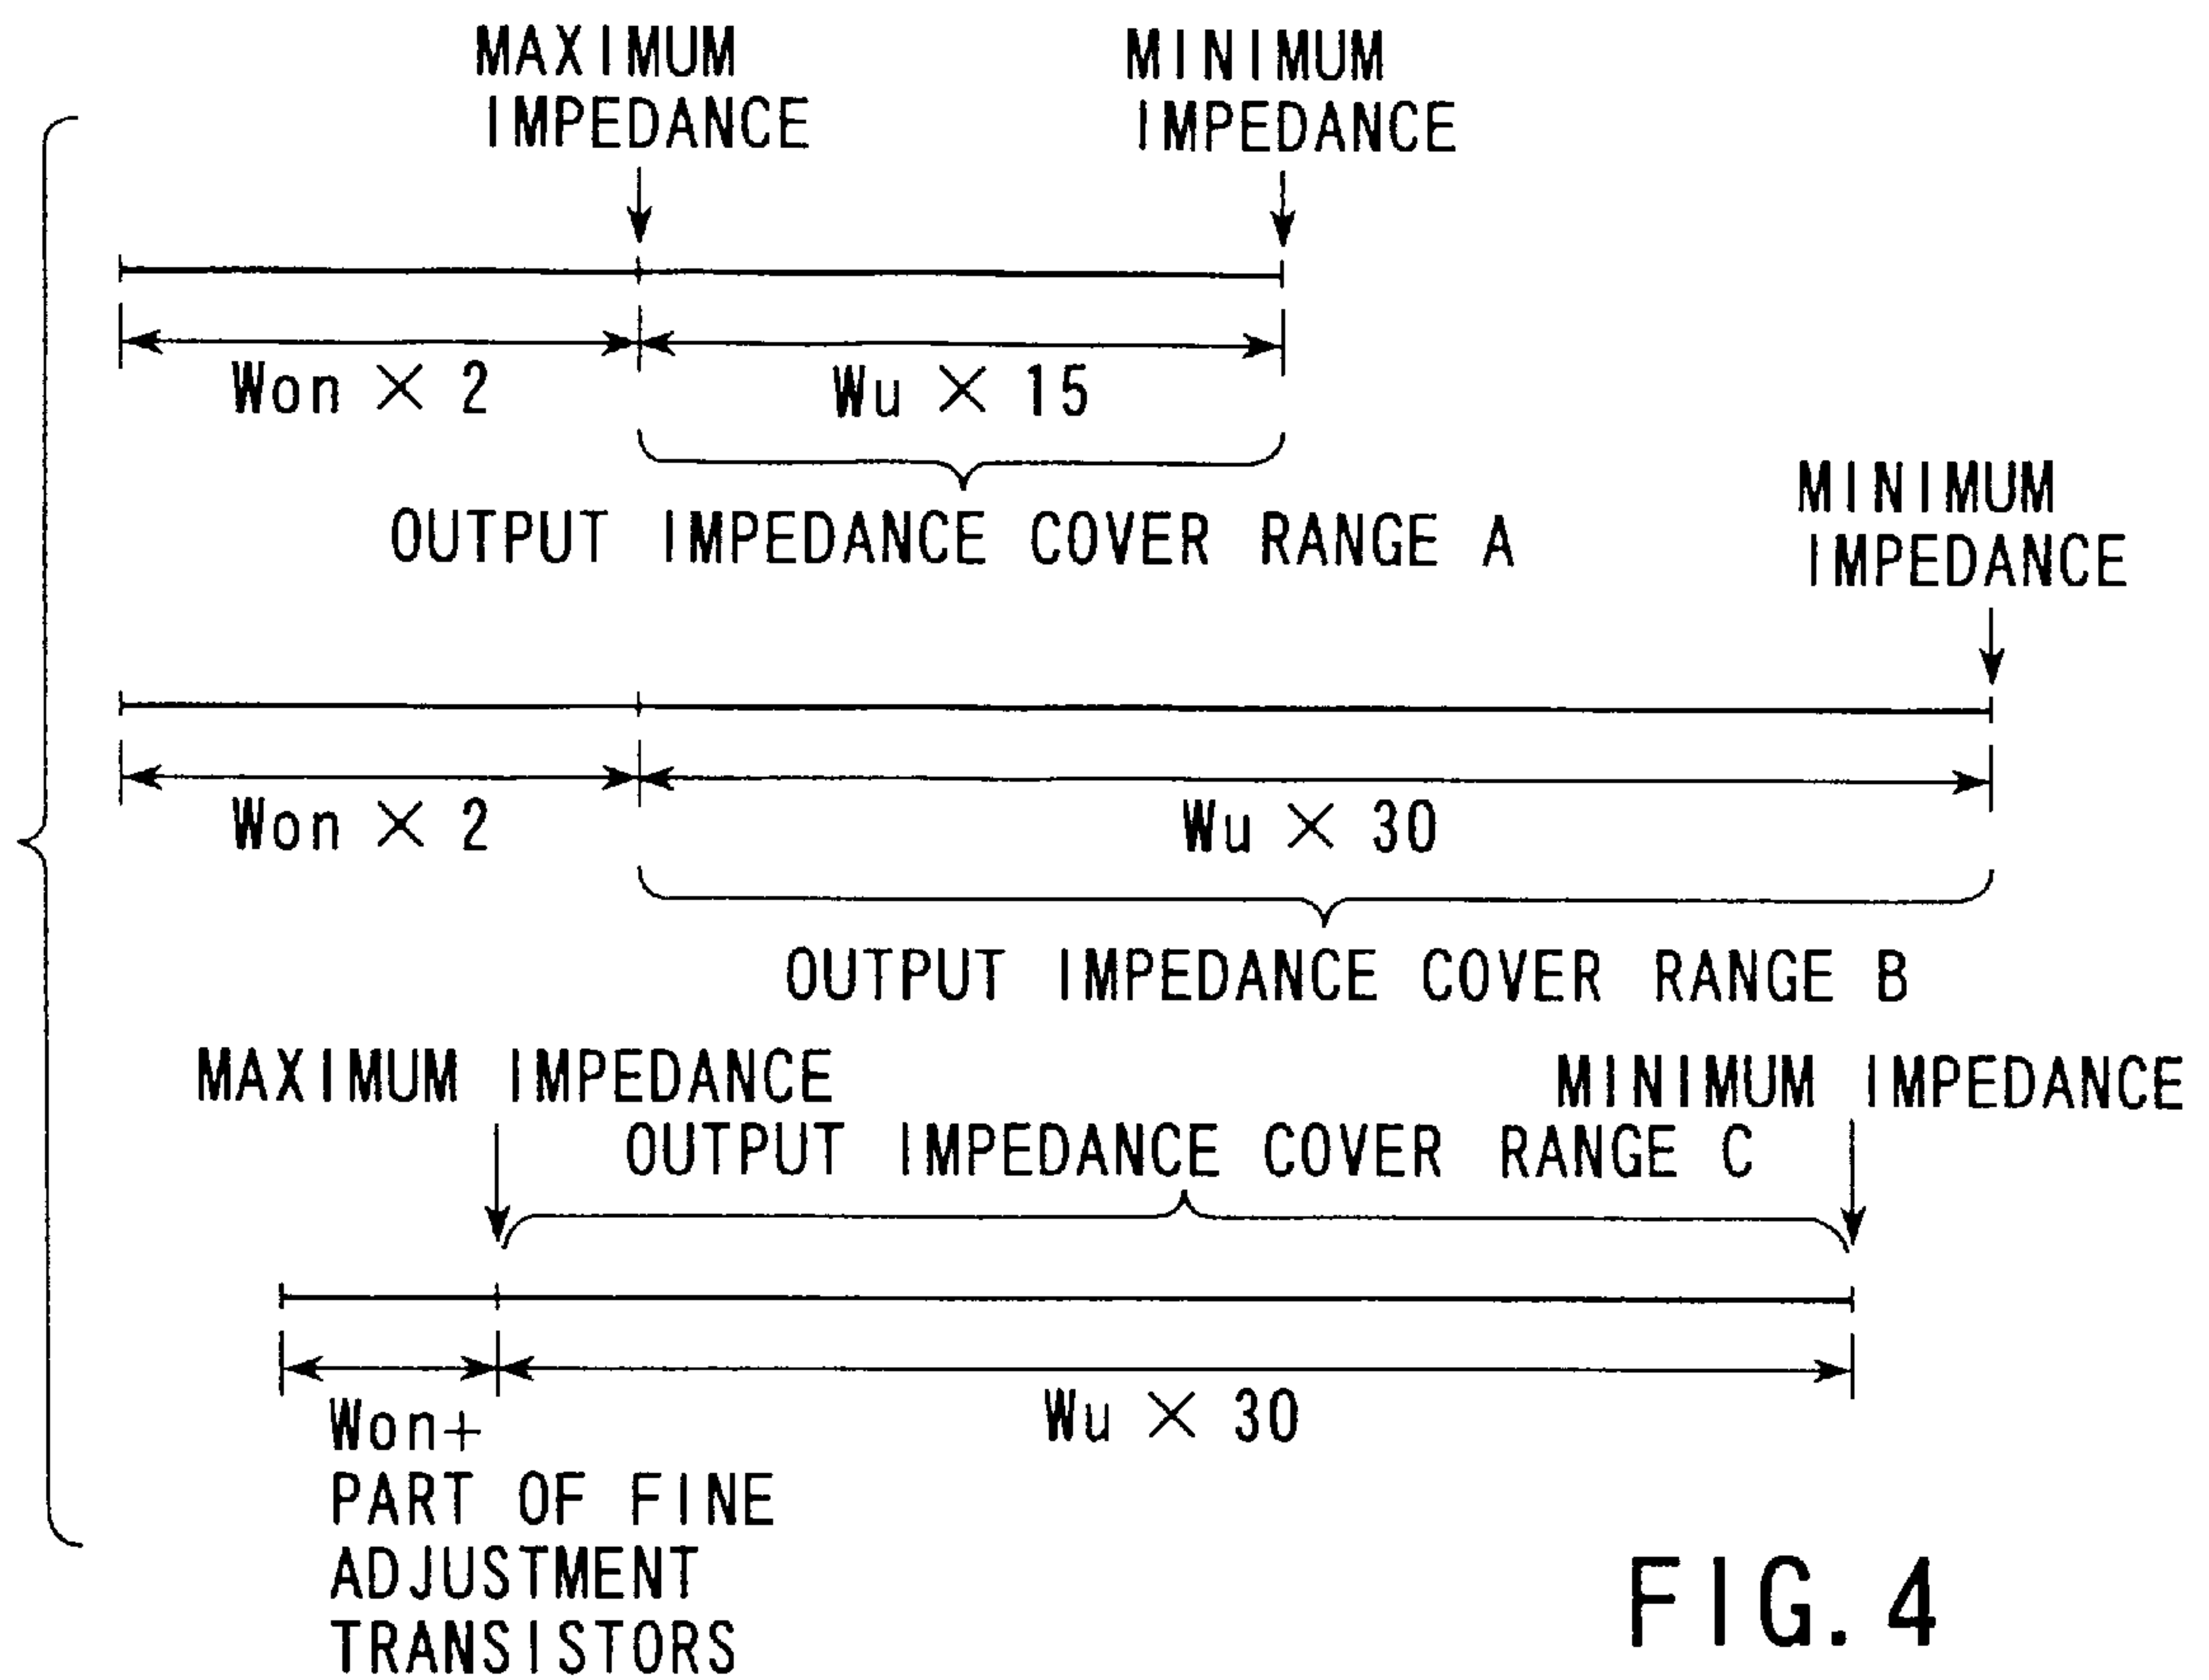 MAXIMUM
IMPEDANCE
MINIMUM
IMPEDANCE
Won × 2
Wu × 15
OUTPUT IMPEDANCE COVER RANGE A
MINIMUM
IMPEDANCE
Won × 2
Wu × 30
OUTPUT IMPEDANCE COVER RANGE B
MAXIMUM IMPEDANCE
MINIMUM IMPEDANCE
OUTPUT IMPEDANCE COVER RANGE C
Won+
PART OF FINE
ADJUSTMENT
TRANSISTORS
Wu × 30
FIG. 4